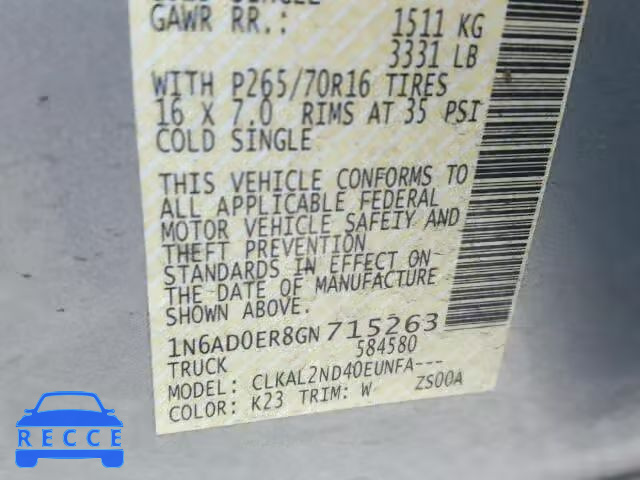 GAWR RR.: 1511 KG
3331 LB
WITH P265/70R16 TIRES
16 X 7.0 RIMS AT 35 PSI
COLD SINGLE
THIS VEHICLE CONFORMS TO
ALL APPLICABLE FEDERAL
MOTOR VEHICLE SAFETY AND
THEFT PREVENTION
STANDARDS IN EFFECT ON
THE DATE OF MANUFACTURE
SHOWN ABOVE.
1N6AD0ER8GN715263
TRUCK 584580
MODEL: CLKAL2ND40EUNFA---
COLOR: K23 TRIM: W ZS00A
RECCE